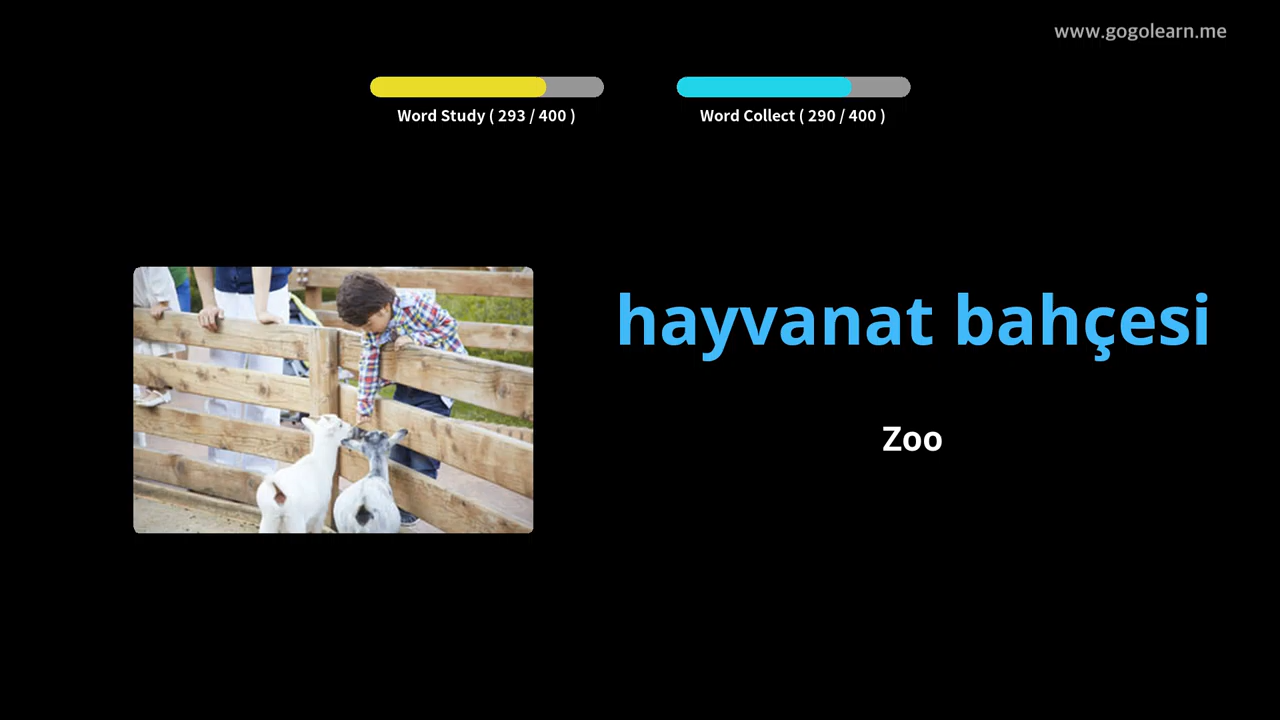 www.gogolearn.me
Word Study ( 293 / 400 )
Word Collect ( 290 / 400 )
hayvanat bahçesi
Zoo